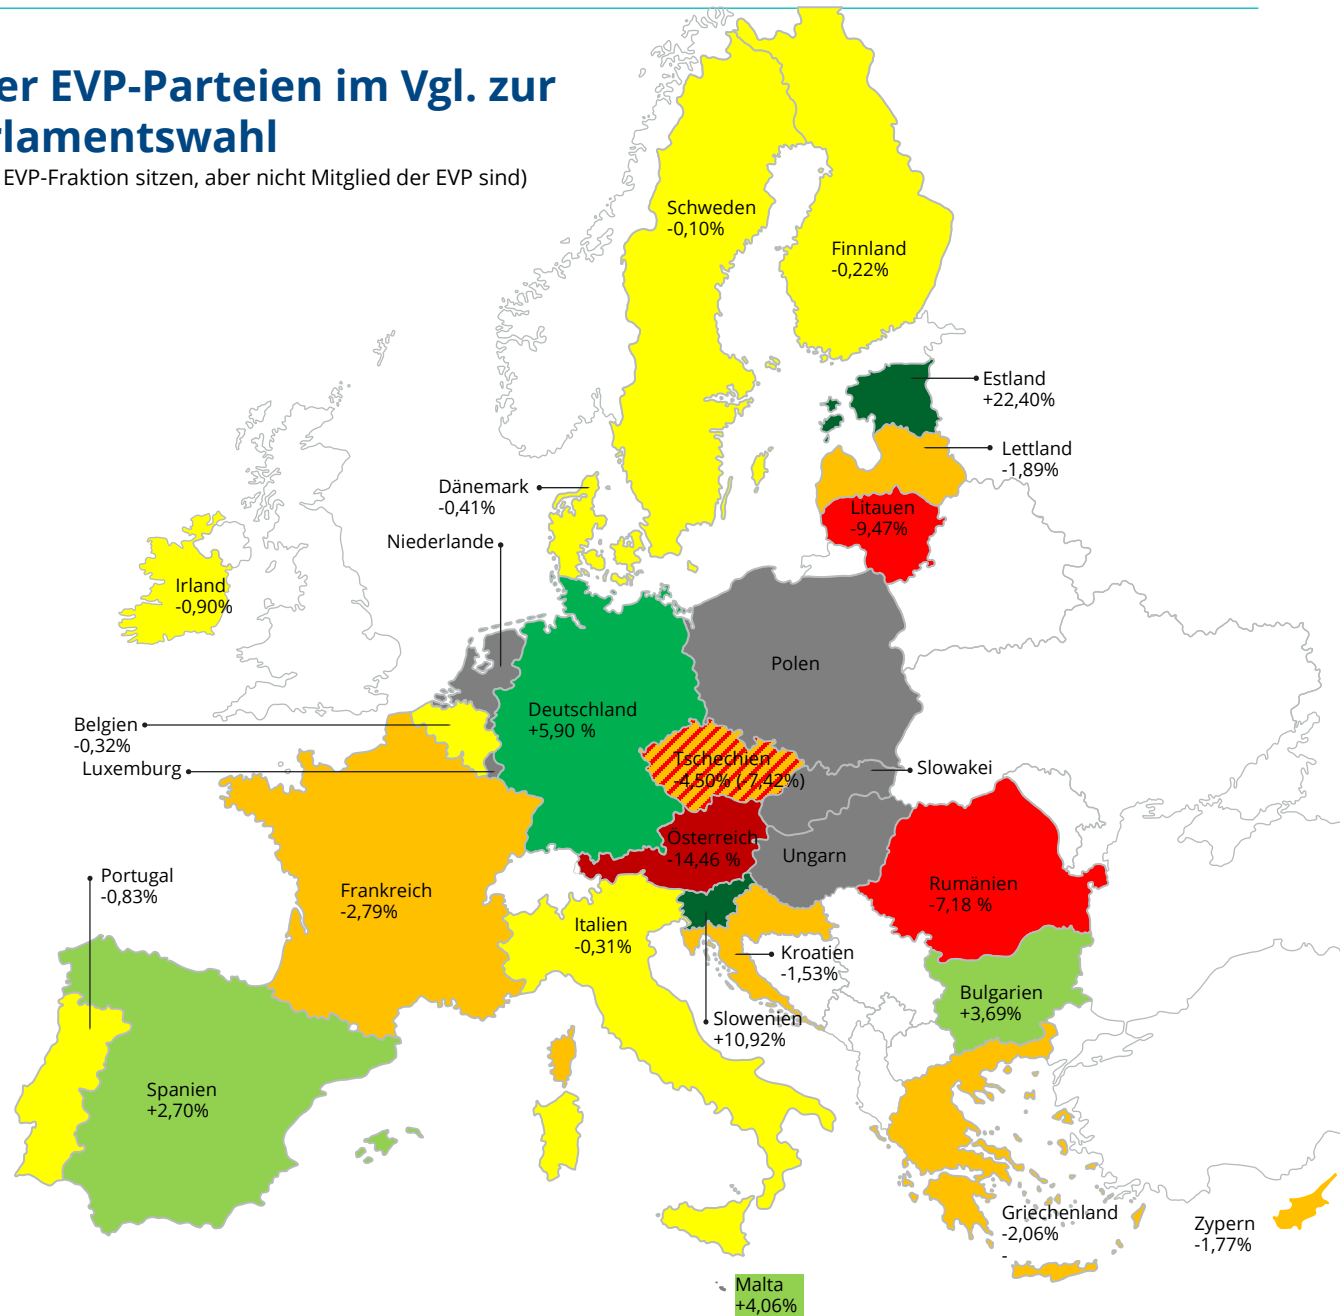 er EVP-Parteien im Vgl. zur
rlamentswahl
EVP-Fraktion sitzen, aber nicht Mitglied der EVP sind)
Schweden
-0,10%
Finnland
-0,22%
Estland
+22,40%
Lettland
-1,89%
Dänemark
-0,41%
Litauen
-9,47%
Niederlande
Irland
-0,90%
Polen
Deutschland
+5,90 %
Belgien
-0,32%
Luxemburg
Tschechien
-4.50% (-7,42%)
Slowakei
Österreich
-14,46 %
Ungarn
Portugal
-0,83%
Frankreich
-2,79%
Rumänien
-7,18 %
Italien
-0,31%
Kroatien
-1,53%
Bulgarien
+3,69%
Slowenien
+10,92%
Spanien
+2,70%
Griechenland
-2,06%
-
Zypern
-1,77%
Malta
+4,06%